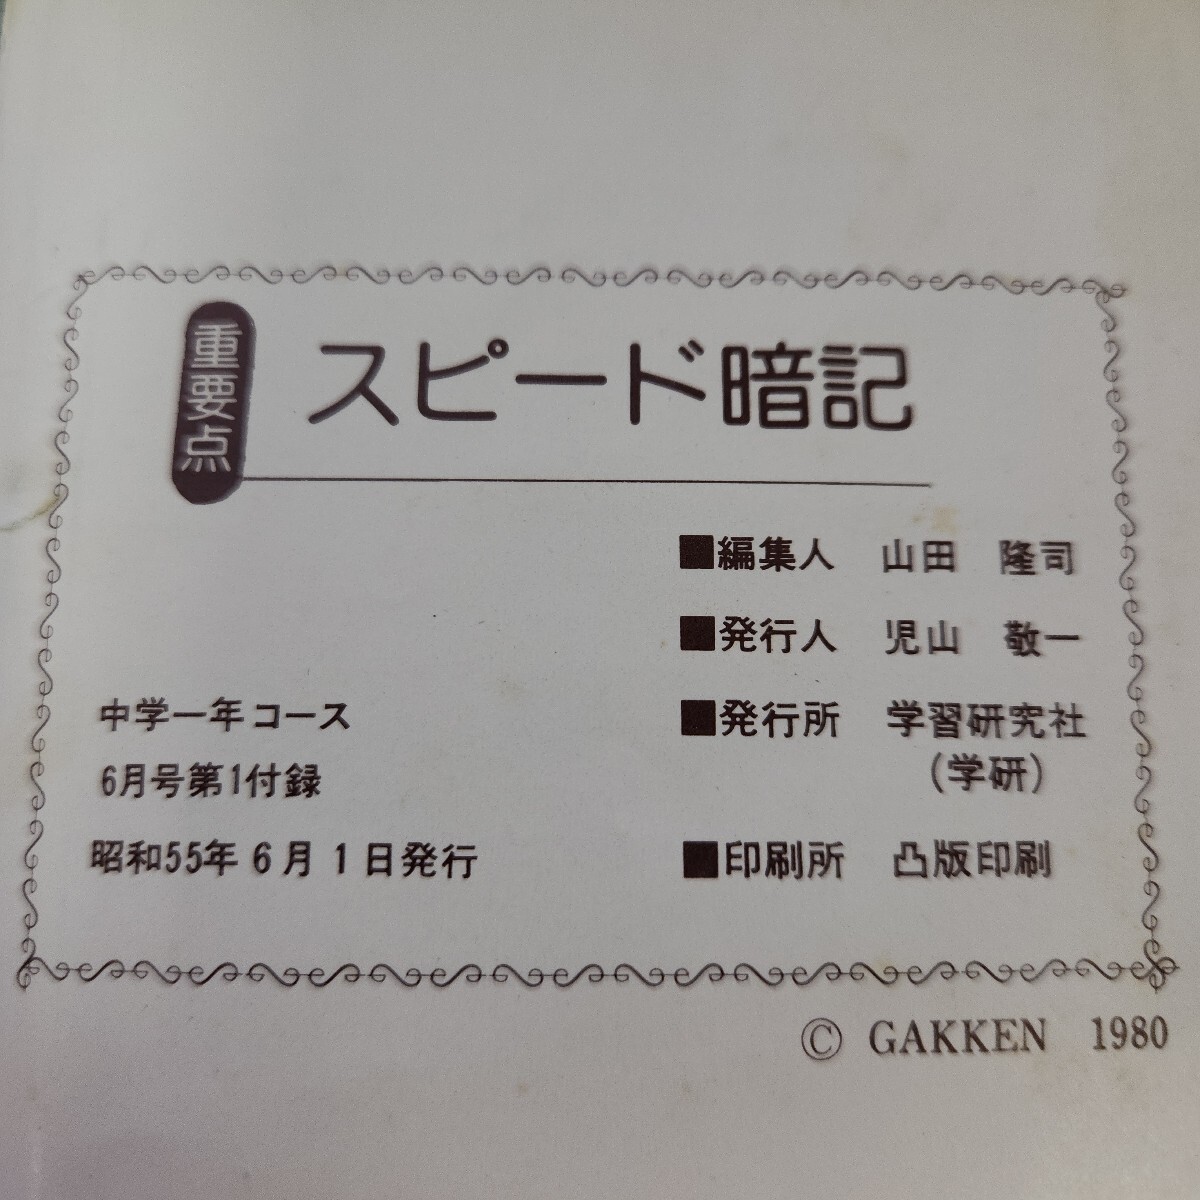 重要点
スピード暗記
■編集人 山田 隆司
■発行人 児山 敬一
■発行所 学習研究社
(学研)
■印刷所 凸版印刷
中学一年コース
6月号第1付録
昭和55年6月1日発行
© GAKKEN 1980